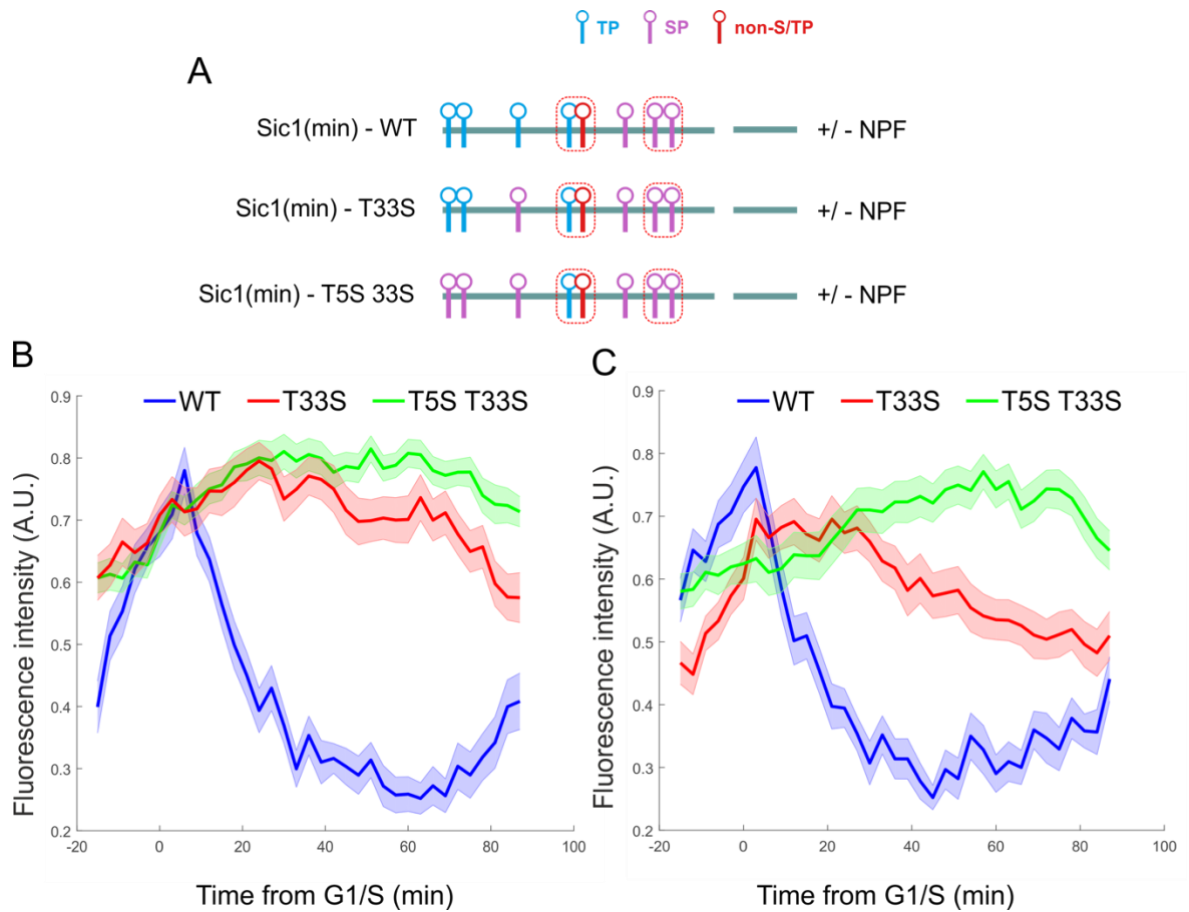 TP SP non-S/TP
A
Sic1(min) - WT +/ - NPF
Sic1(min) - T33S +/ - NPF
Sic1(min) - T5S 33S +/ - NPF
B
WT T33S T5S T33S
0.9
0.8
0.7
0.6
0.5
0.4
0.3
0.2
Fluorescence intensity (A.U.)
-20 0 20 40 60 80 100
Time from G1/S (min)
C
WT T33S T5S T33S
0.9
0.8
0.7
0.6
0.5
0.4
0.3
0.2
Fluorescence intensity (A.U.)
-20 0 20 40 60 80 100
Time from G1/S (min)